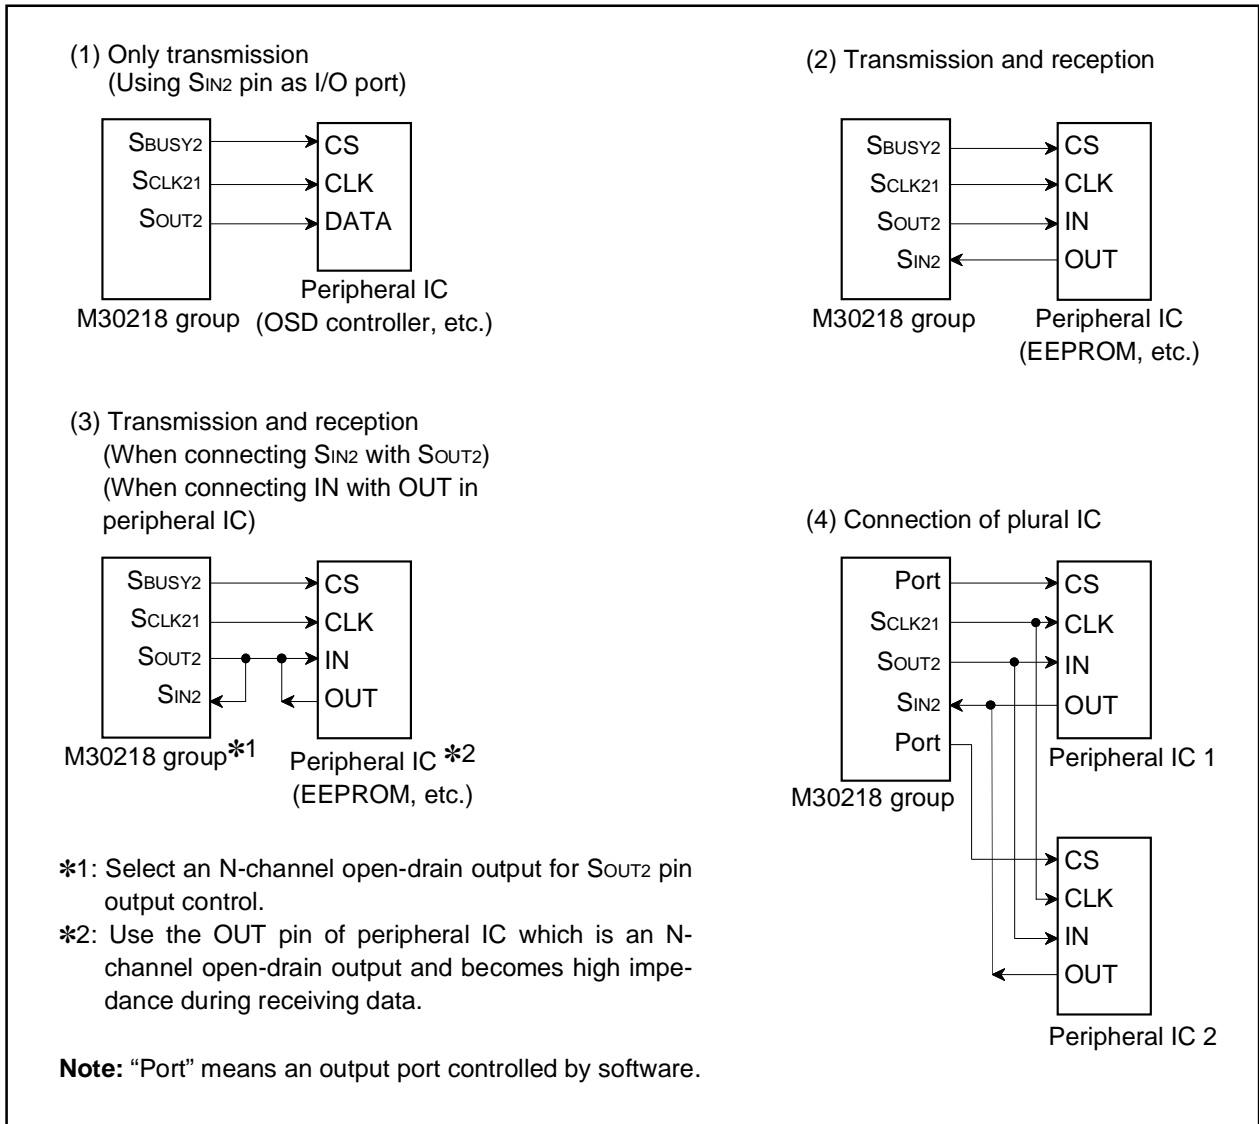 (1) Only transmission
(Using SIN2 pin as I/O port)
SBUSY2
SCLK21
SOUT2
CS
CLK
DATA
M30218 group
Peripheral IC
(OSD controller, etc.)
(2) Transmission and reception
SBUSY2
SCLK21
SOUT2
SIN2
CS
CLK
IN
OUT
M30218 group
Peripheral IC
(EEPROM, etc.)
(3) Transmission and reception
(When connecting SIN2 with SOUT2)
(When connecting IN with OUT in
peripheral IC)
SBUSY2
SCLK21
SOUT2
SIN2
CS
CLK
IN
OUT
M30218 group✽1
Peripheral IC ✽2
(EEPROM, etc.)
(4) Connection of plural IC
Port
SCLK21
SOUT2
SIN2
Port
CS
CLK
IN
OUT
Peripheral IC 1
M30218 group
CS
CLK
IN
OUT
Peripheral IC 2
✽1: Select an N-channel open-drain output for SOUT2 pin
output control.
✽2: Use the OUT pin of peripheral IC which is an N-
channel open-drain output and becomes high impe-
dance during receiving data.
Note: “Port” means an output port controlled by software.